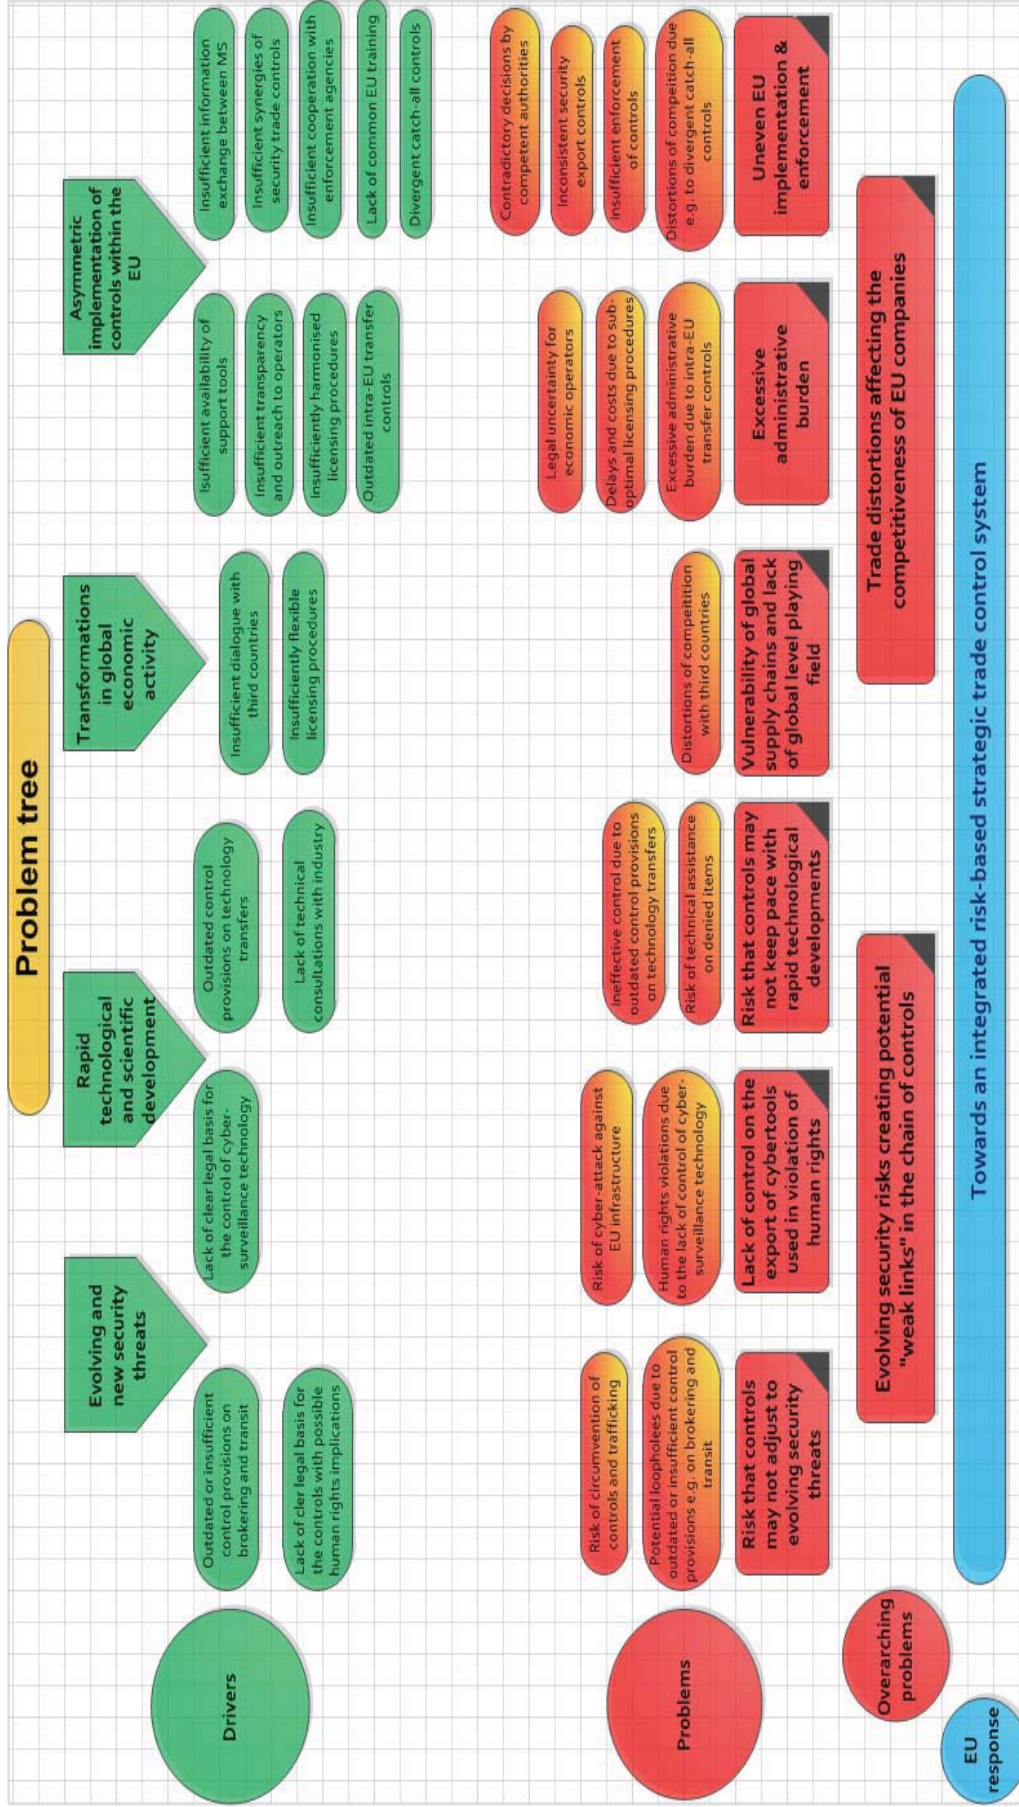 Problem tree
Drivers
Evolving and
new security
threats
Rapid
technological
and scientific
development
Transformations
in global
economic
activity
Asymmetric
implementation of
controls within the
EU
Outdated or insufficient
control provisions on
brokering and transit
Lack of cler legal basis for
the controls with possible
human rights implications
Lack of clear legal basis for
the control of cyber-
surveillance technology
Outdated control
provisions on technology
transfers
Lack of technical
consultations with industry
Insufficient dialogue with
third countries
Insufficiently flexible
licensing procedures
Isufficient availability of
support tools
Insufficient transparency
and outreach to operators
Insufficiently harmonised
licensing procedures
Outdated intra-EU transfer
controls
Insufficient information
exchange between MS
Insufficient synergies of
security trade controls
Insufficient cooperation with
enforcement agencies
Lack of common EU training
Divergent catch-all controls
Problems
Risk of circumvention of
controls and trafficking
Potential loopholees due to
outdated or insufficient control
provisions e.g. on brokering and
transit
Risk that controls
may not adjust to
evolving security
threats
Risk of cyber-attack against
EU infrastructure
Human rights violations due
to the lack of control of cyber-
surveillance technology
Lack of control on the
export of cybertools
used in violation of
human rights
Ineffective control due to
outdated control provisions
on technology transfers
Risk of technical assistance
on denied items
Risk that controls may
not keep pace with
rapid technological
developments
Distortions of compeitition
with third countries
Vulnerability of global
supply chains and lack
of global level playing
field
Legal uncertainty for
economic operators
Delays and costs due to sub-
optimal licensing procedures
Excessive administrative
burden due to intra-EU
transfer controls
Excessive
administrative
burden
Contradictory decisions by
competent authorities
Inconsistent security
export controls
Insufficient enforcement
of controls
Distortions of compeition due
e.g. to divergent catch-all
controls
Uneven EU
implementation &
enforcement
Overarching
problems
Evolving security risks creating potential
"weak links" in the chain of controls
Trade distortions affecting the
competitiveness of EU companies
EU
response
Towards an integrated risk-based strategic trade control system